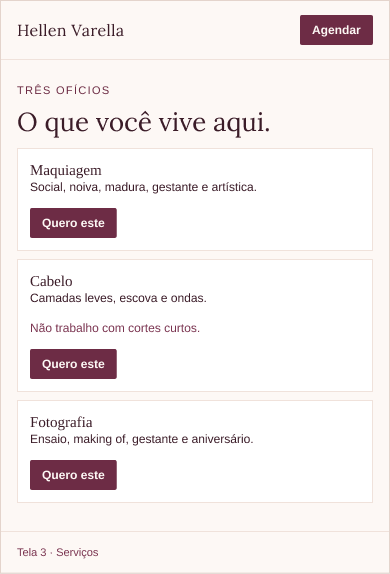 Hellen Varella
Agendar
TRÊS OFÍCIOS
O que você vive aqui.
Maquiagem
Social, noiva, madura, gestante e artística.
Quero este
Cabelo
Camadas leves, escova e ondas.
Não trabalho com cortes curtos.
Quero este
Fotografia
Ensaio, making of, gestante e aniversário.
Quero este
Tela 3 · Serviços